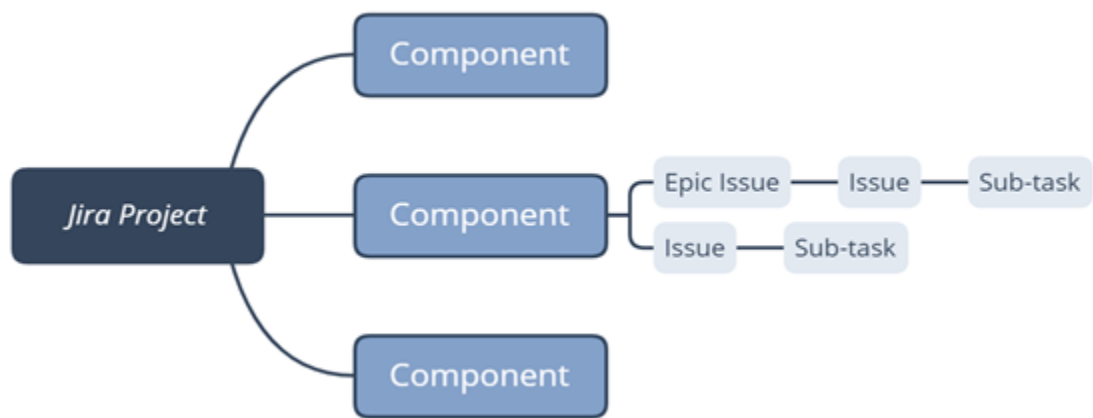 Component
Jira Project
Component
Epic Issue
Issue
Sub-task
Issue
Sub-task
Component